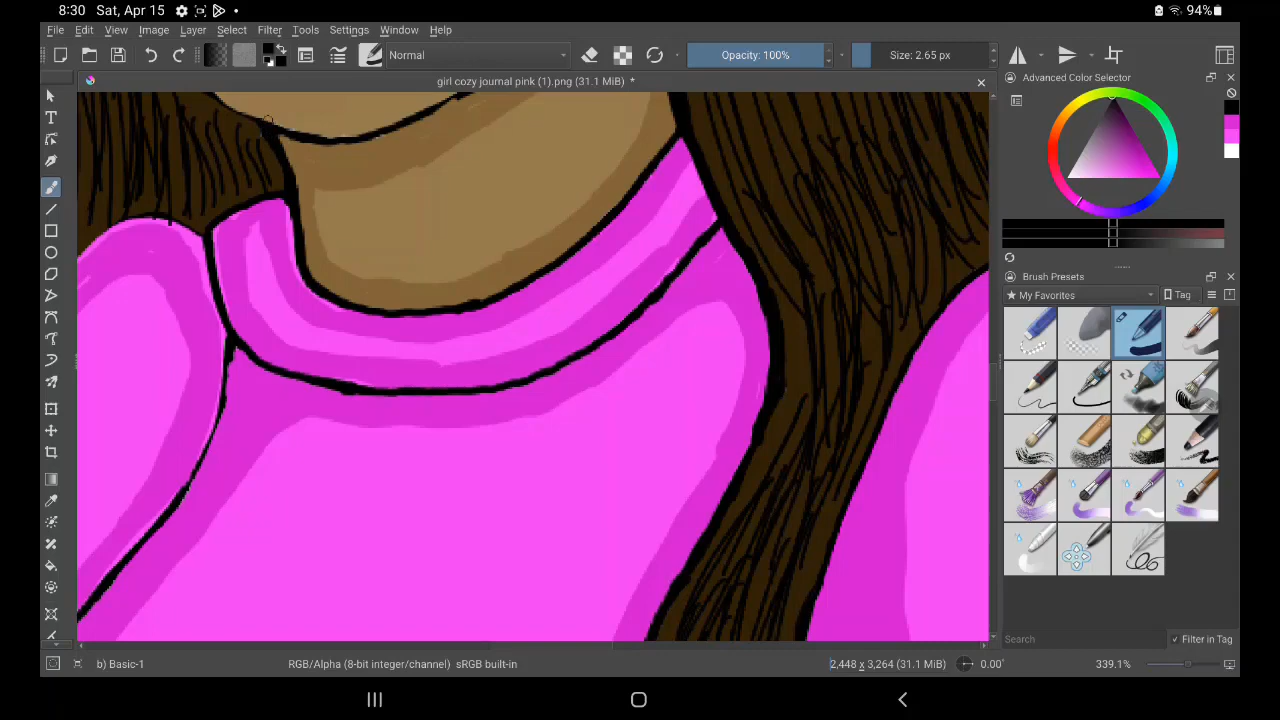 8:30 Sat, Apr 15 94%
File Edit View Image Layer Select Filter Tools Settings Window Help
Normal Opacity: 100% Size: 2.65 px
girl cozy journal pink (1).png (31.1 MiB) *
Advanced Color Selector
Brush Presets
My Favorites Tag
Search Filter in Tag
b) Basic-1 RGB/Alpha (8-bit integer/channel) sRGB built-in 2,448 x 3,264 (31.1 MiB) 0.00° 339.1%